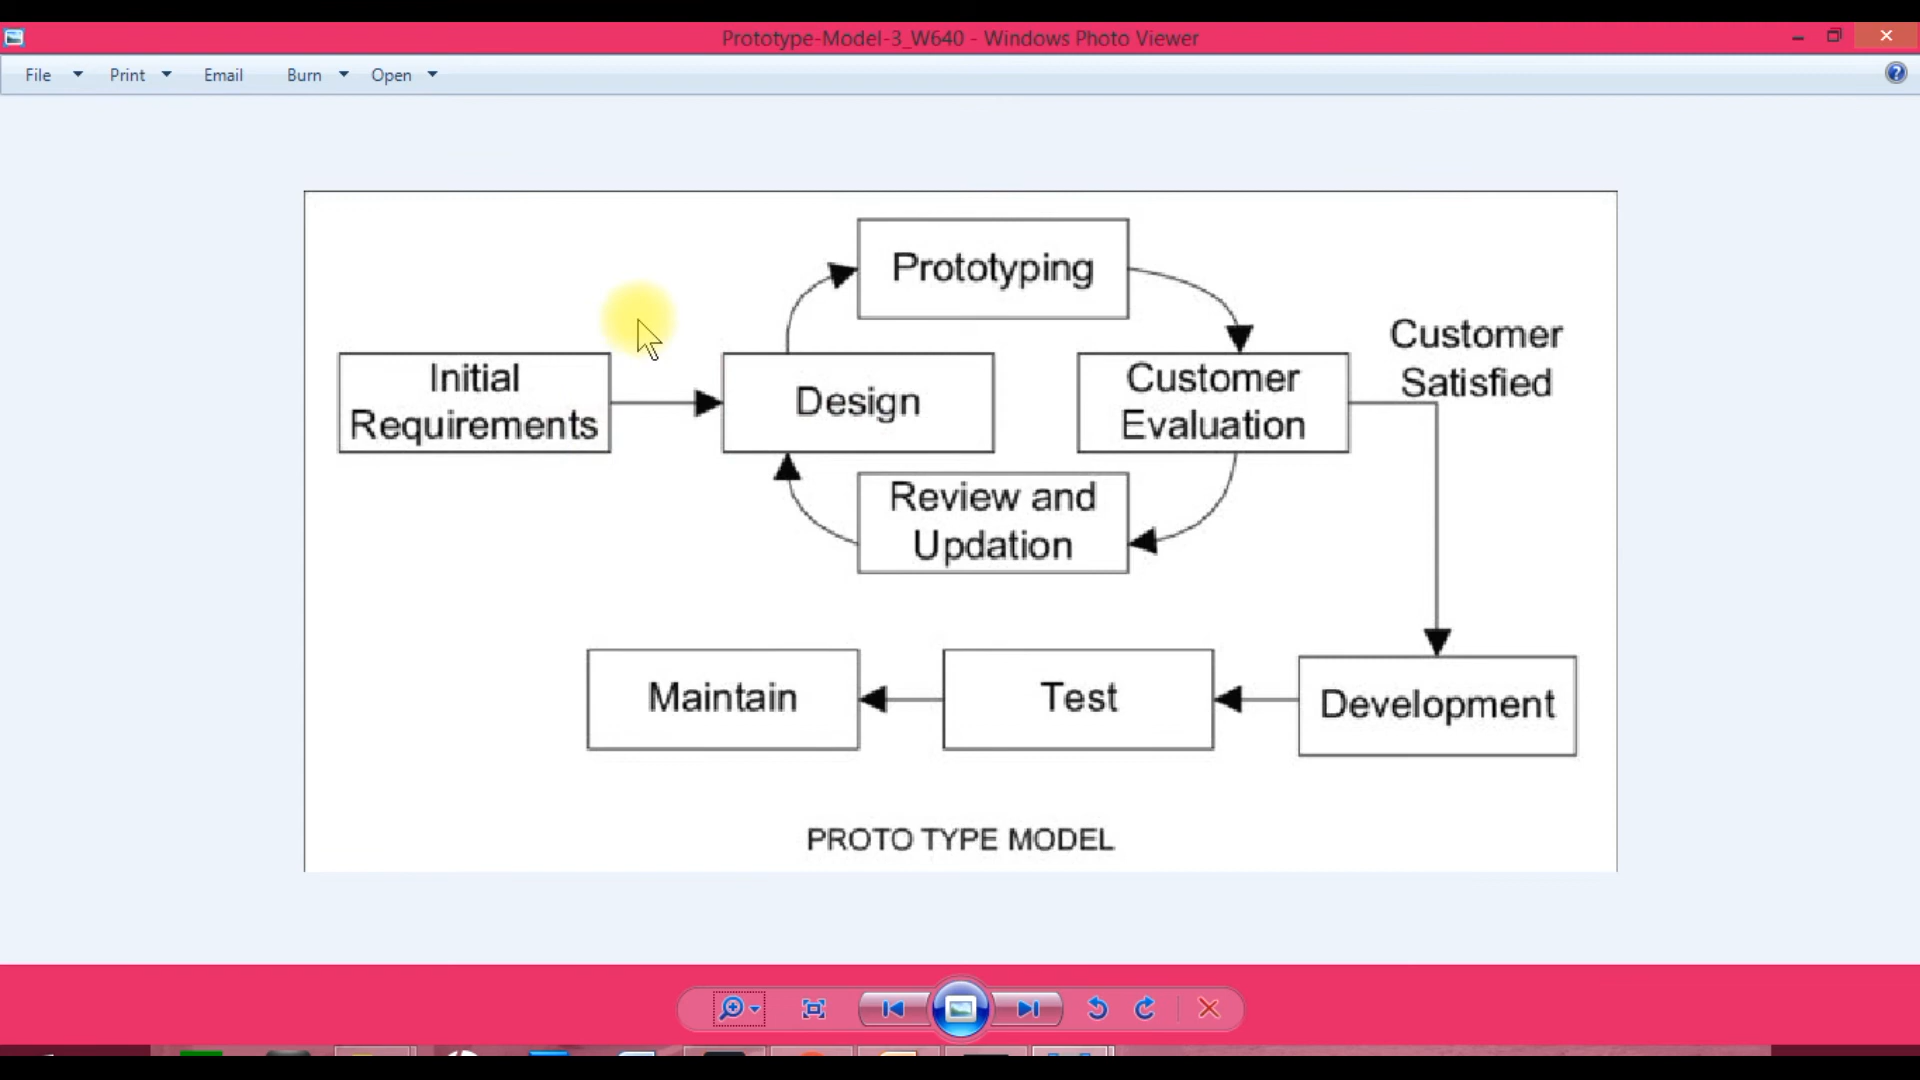 Prototype-Model-3_W640 - Windows Photo Viewer
File Print Email Burn Open
Prototyping
Customer
Satisfied
Initial
Requirements
Design
Customer
Evaluation
Review and
Updation
Maintain
Test
Development
PROTO TYPE MODEL